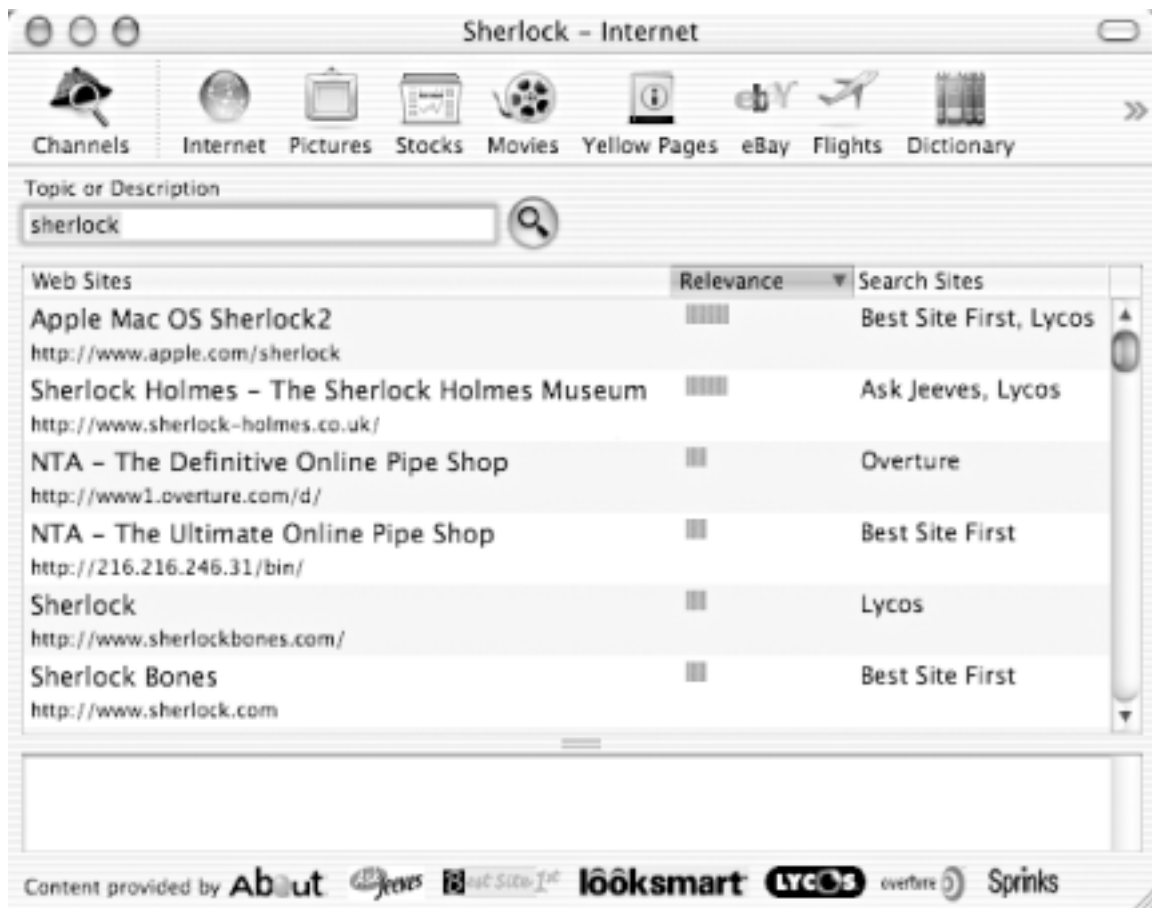 Sherlock – Internet
Channels Internet Pictures Stocks Movies Yellow Pages eBay Flights Dictionary
Topic or Description
sherlock
Web Sites Relevance Search Sites
Apple Mac OS Sherlock2 Best Site First, Lycos
http://www.apple.com/sherlock
Sherlock Holmes – The Sherlock Holmes Museum Ask Jeeves, Lycos
http://www.sherlock-holmes.co.uk/
NTA – The Definitive Online Pipe Shop Overture
http://www1.overture.com/d/
NTA – The Ultimate Online Pipe Shop Best Site First
http://216.216.246.31/bin/
Sherlock Lycos
http://www.sherlockbones.com/
Sherlock Bones Best Site First
http://www.sherlock.com
Content provided by About Ask Jeeves Best Site 1st looksmart LYCOS overture Sprinks